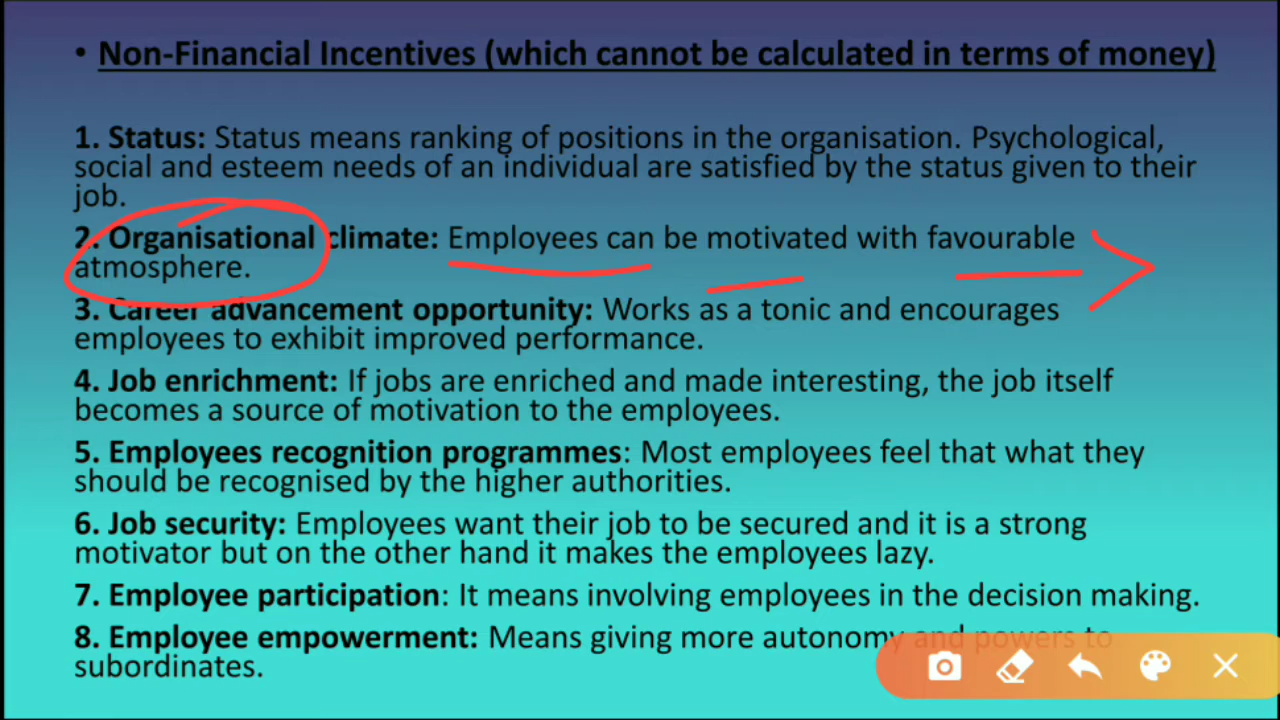 • Non-Financial Incentives (which cannot be calculated in terms of money)
1. Status: Status means ranking of positions in the organisation. Psychological,
social and esteem needs of an individual are satisfied by the status given to their
job.
2. Organisational climate: Employees can be motivated with favourable
atmosphere.
3. Career advancement opportunity: Works as a tonic and encourages
employees to exhibit improved performance.
4. Job enrichment: If jobs are enriched and made interesting, the job itself
becomes a source of motivation to the employees.
5. Employees recognition programmes: Most employees feel that what they
should be recognised by the higher authorities.
6. Job security: Employees want their job to be secured and it is a strong
motivator but on the other hand it makes the employees lazy.
7. Employee participation: It means involving employees in the decision making.
8. Employee empowerment: Means giving more autonomy and powers to
subordinates.